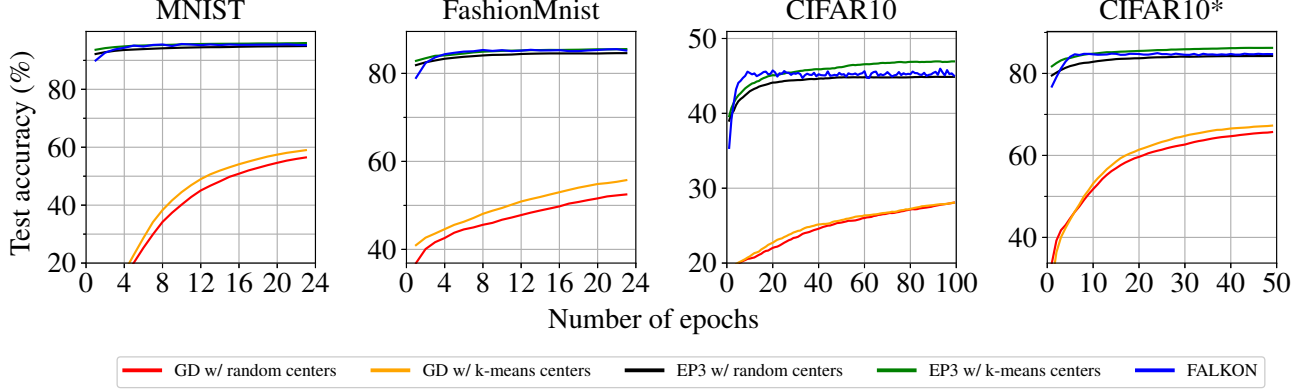 MNIST FashionMnist CIFAR10 CIFAR10*
Test accuracy (%)
80
60
40
20
0 4 8 12 16 20 24
80
60
40
0 4 8 12 16 20 24
50
40
30
20
0 20 40 60 80 100
80
60
40
0 10 20 30 40 50
Number of epochs
GD w/ random centers GD w/ k-means centers EP3 w/ random centers EP3 w/ k-means centers FALKON